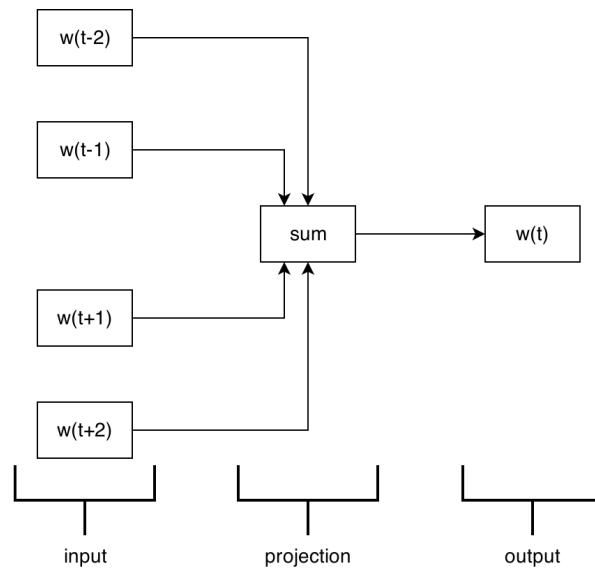 w(t-2)
w(t-1)
sum
w(t)
w(t+1)
w(t+2)
input
projection
output